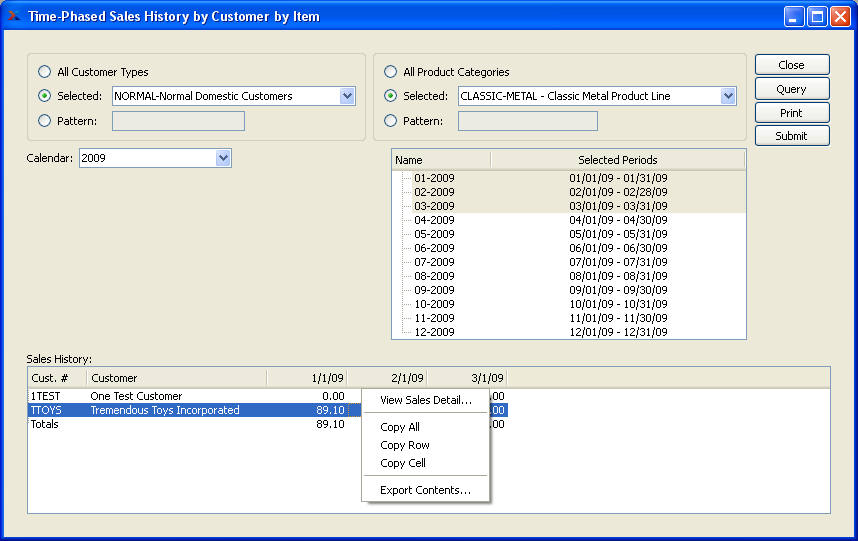 Time-Phased Sales History by Customer by Item
All Customer Types
Selected: NORMAL-Normal Domestic Customers
Pattern:
All Product Categories
Selected: CLASSIC-METAL - Classic Metal Product Line
Pattern:
Close
Query
Print
Submit
Calendar: 2009
Name Selected Periods
01-2009 01/01/09 - 01/31/09
02-2009 02/01/09 - 02/28/09
03-2009 03/01/09 - 03/31/09
04-2009 04/01/09 - 04/30/09
05-2009 05/01/09 - 05/31/09
06-2009 06/01/09 - 06/30/09
07-2009 07/01/09 - 07/31/09
08-2009 08/01/09 - 08/31/09
09-2009 09/01/09 - 09/30/09
10-2009 10/01/09 - 10/31/09
11-2009 11/01/09 - 11/30/09
12-2009 12/01/09 - 12/31/09
Sales History:
Cust. # Customer 1/1/09 2/1/09 3/1/09
1TEST One Test Customer 0.00 .00
TTOYS Tremendous Toys Incorporated 89.10 .00
Totals 89.10 .00
View Sales Detail...
Copy All
Copy Row
Copy Cell
Export Contents...